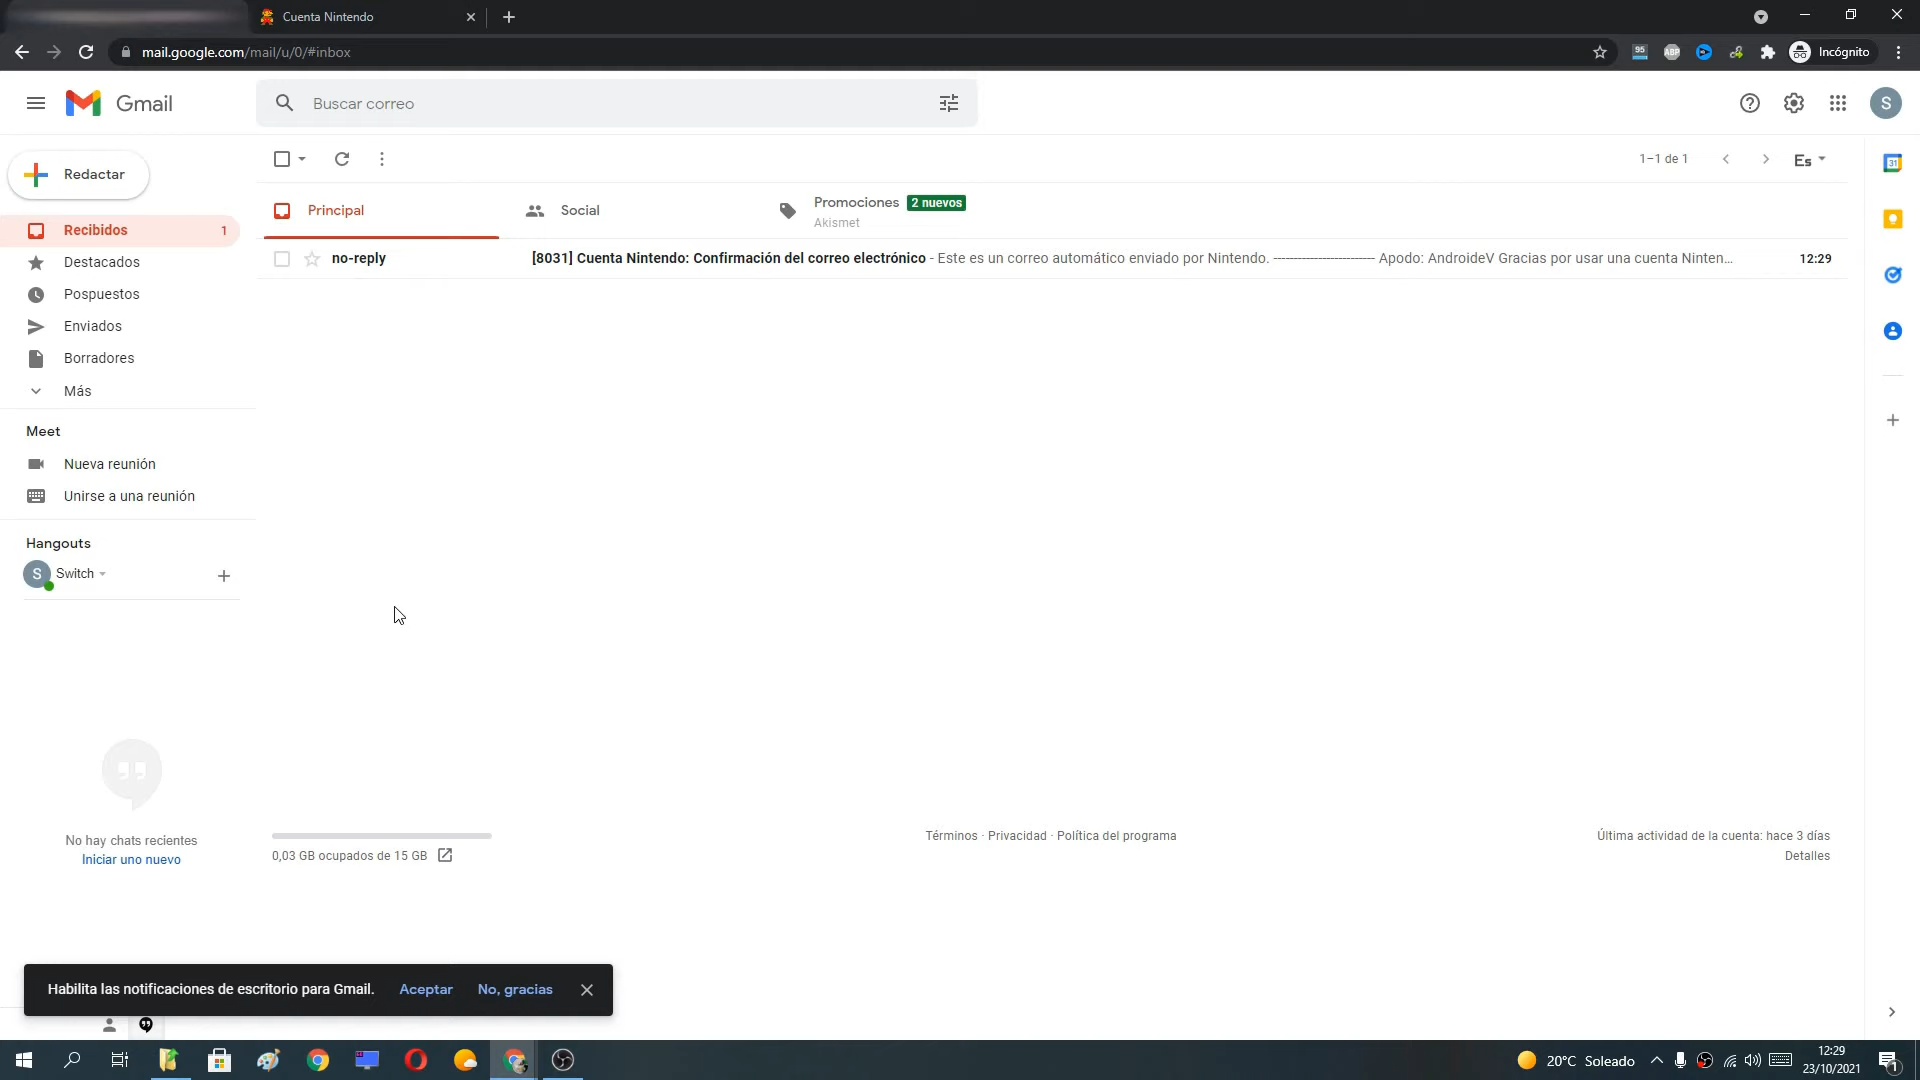 Cuenta Nintendo
mail.google.com/mail/u/0/#inbox
95
ABP
Incógnito
Gmail
Buscar correo
S
Redactar
1–1 de 1
Es
31
Principal
Social
Promociones 2 nuevos
Akismet
Recibidos 1
Destacados
Pospuestos
Enviados
Borradores
Más
no-reply [8031] Cuenta Nintendo: Confirmación del correo electrónico - Este es un correo automático enviado por Nintendo. ------------------------- Apodo: AndroideV Gracias por usar una cuenta Ninten... 12:29
Meet
Nueva reunión
Unirse a una reunión
Hangouts
S Switch
No hay chats recientes
Iniciar uno nuevo
0,03 GB ocupados de 15 GB
Términos · Privacidad · Política del programa
Última actividad de la cuenta: hace 3 días
Detalles
Habilita las notificaciones de escritorio para Gmail. Aceptar No, gracias
20°C Soleado
12:29
23/10/2021
1